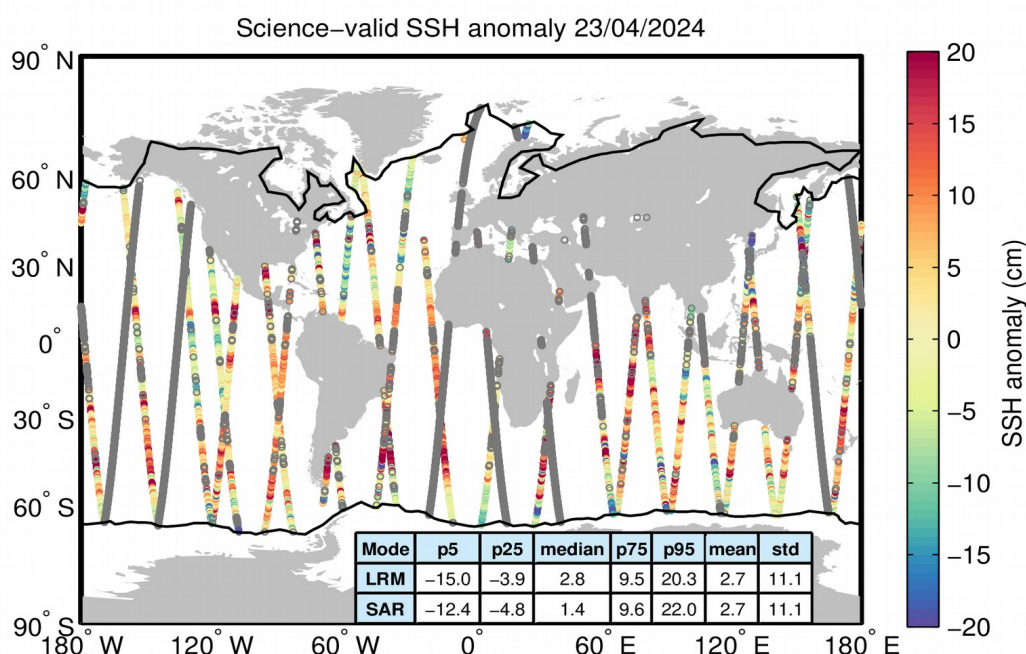 Science−valid SSH anomaly 23/04/2024
90° N
60° N
30° N
0°
30° S
60° S
90° S
180° W 120° W 60° W 0° 60° E 120° E 180° E
20
15
10
5
0
−5
−10
−15
−20
SSH anomaly (cm)
Mode p5 p25 median p75 p95 mean std
LRM −15.0 −3.9 2.8 9.5 20.3 2.7 11.1
SAR −12.4 −4.8 1.4 9.6 22.0 2.7 11.1